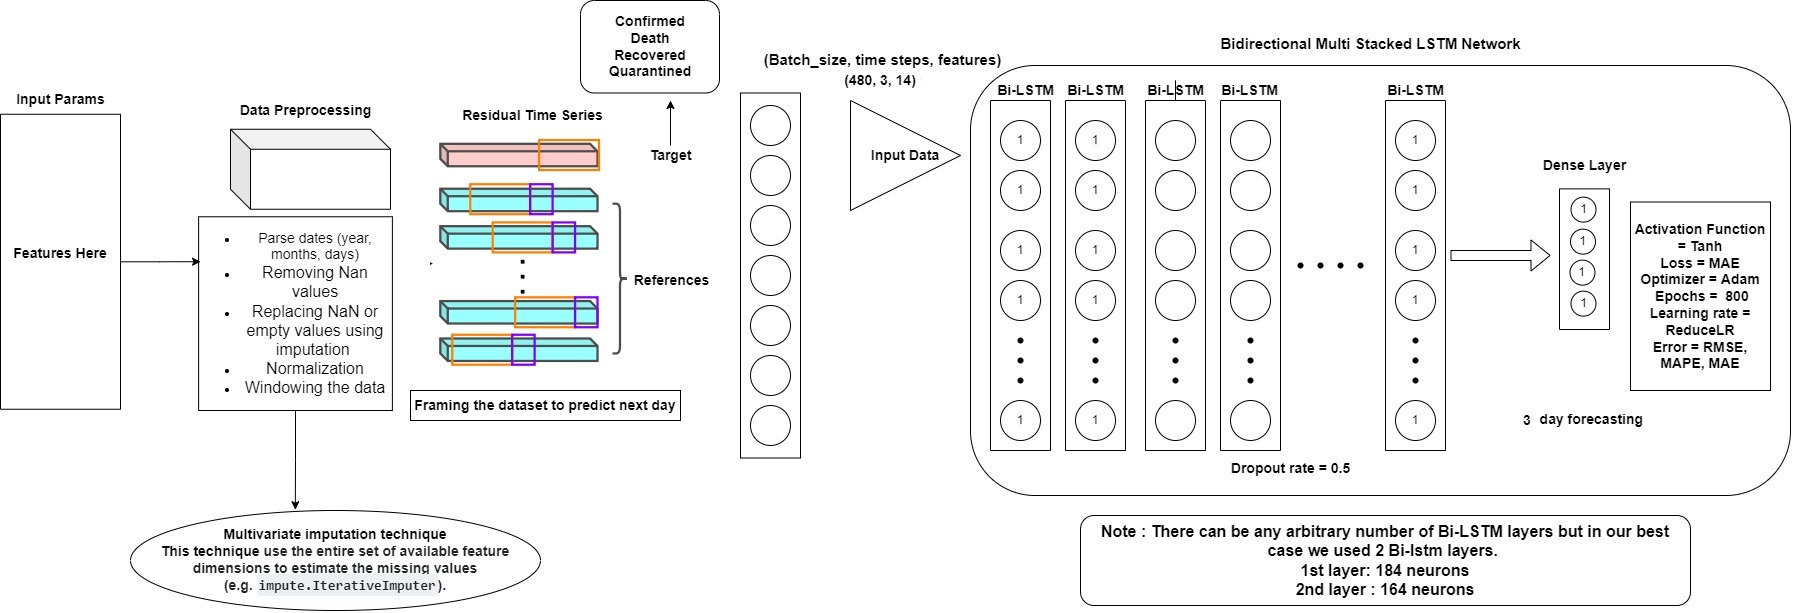 Input Params
Features Here
Data Preprocessing
Parse dates (year,
months, days)
Removing Nan
values
Replacing NaN or
empty values using
imputation
Normalization
Windowing the data
Multivariate imputation technique
This technique use the entire set of available feature
dimensions to estimate the missing values
(e.g. impute.IterativeImputer).
Residual Time Series
Confirmed
Death
Recovered
Quarantined
Target
References
Framing the dataset to predict next day
(Batch_size, time steps, features)
(480, 3, 14)
Input Data
Bidirectional Multi Stacked LSTM Network
Bi-LSTM
1
1
1
1
1
Bi-LSTM
1
1
1
1
1
Bi-LSTM
Bi-LSTM
Bi-LSTM
1
1
1
1
1
Dropout rate = 0.5
Dense Layer
1
1
1
1
Activation Function
= Tanh
Loss = MAE
Optimizer = Adam
Epochs = 800
Learning rate =
ReduceLR
Error = RMSE,
MAPE, MAE
3 day forecasting
Note : There can be any arbitrary number of Bi-LSTM layers but in our best
case we used 2 Bi-lstm layers.
1st layer: 184 neurons
2nd layer : 164 neurons